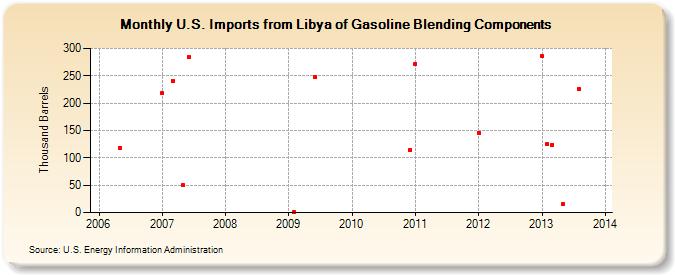 Monthly U.S. Imports from Libya of Gasoline Blending Components
Thousand Barrels
300
250
200
150
100
50
0
2006 2007 2008 2009 2010 2011 2012 2013 2014
Source: U.S. Energy Information Administration